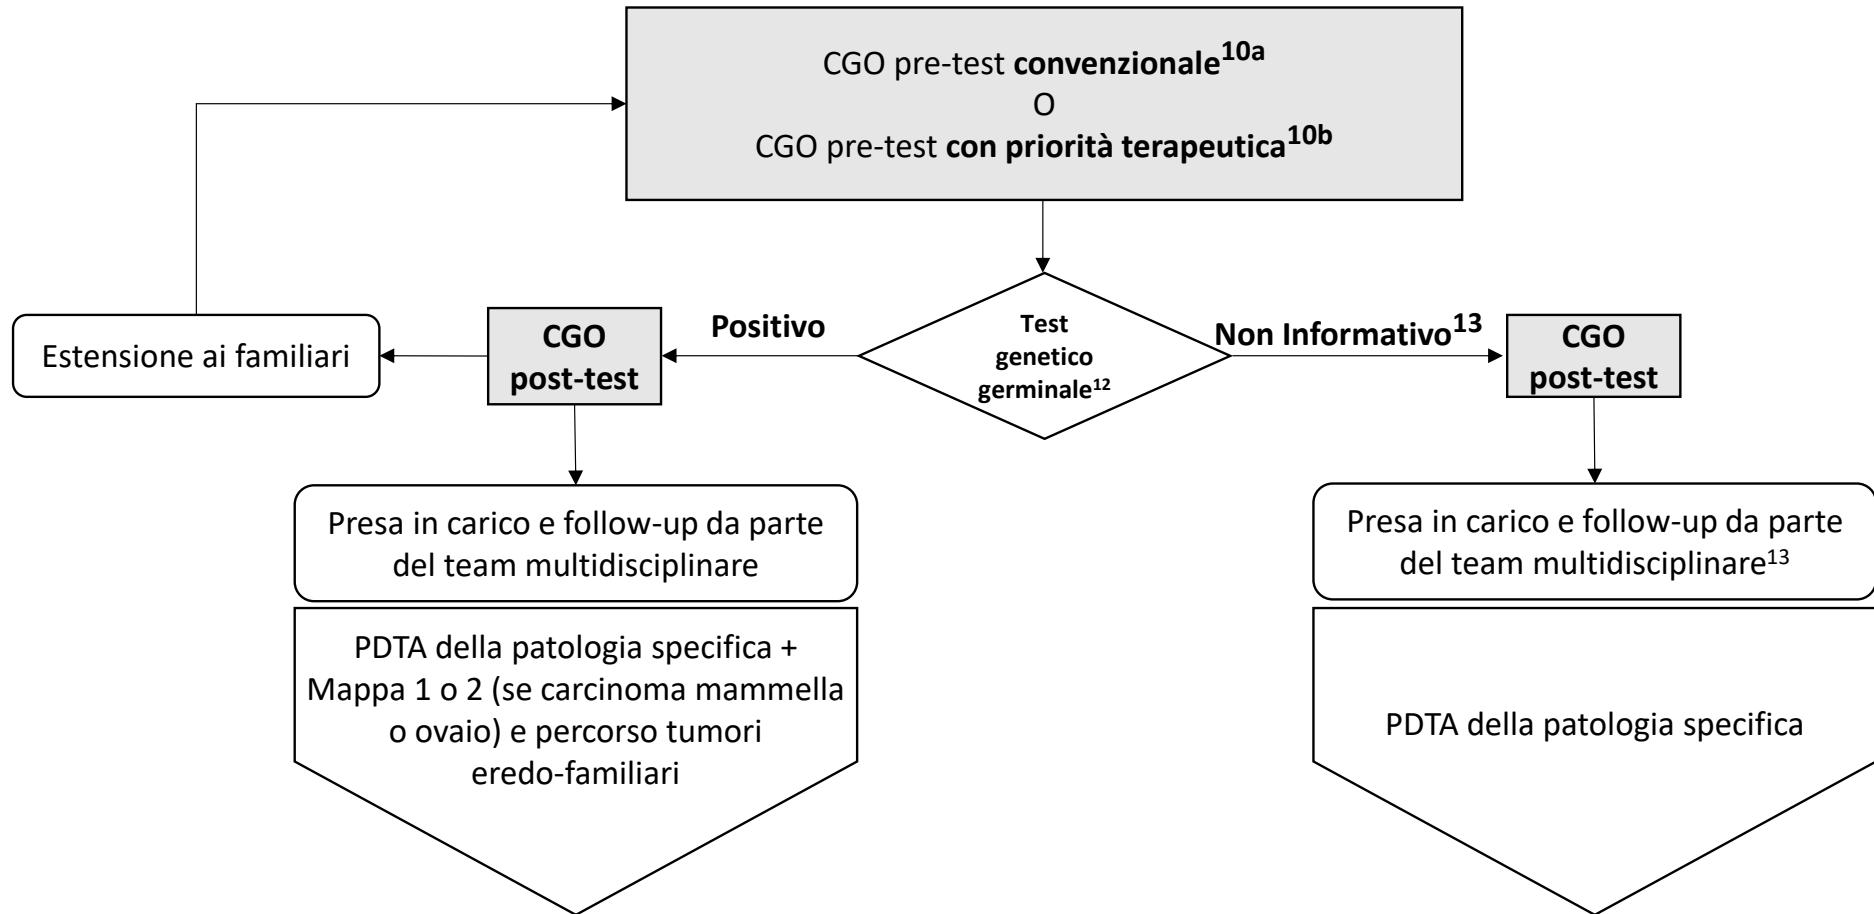 CGO pre-test convenzionale10a
O
CGO pre-test con priorità terapeutica10b
Estensione ai familiari
CGO
post-test
Positivo
Test
genetico
germinale12
Non Informativo13
CGO
post-test
Presa in carico e follow-up da parte
del team multidisciplinare
PDTA della patologia specifica +
Mappa 1 o 2 (se carcinoma mammella
o ovaio) e percorso tumori
eredo-familiari
Presa in carico e follow-up da parte
del team multidisciplinare13
PDTA della patologia specifica